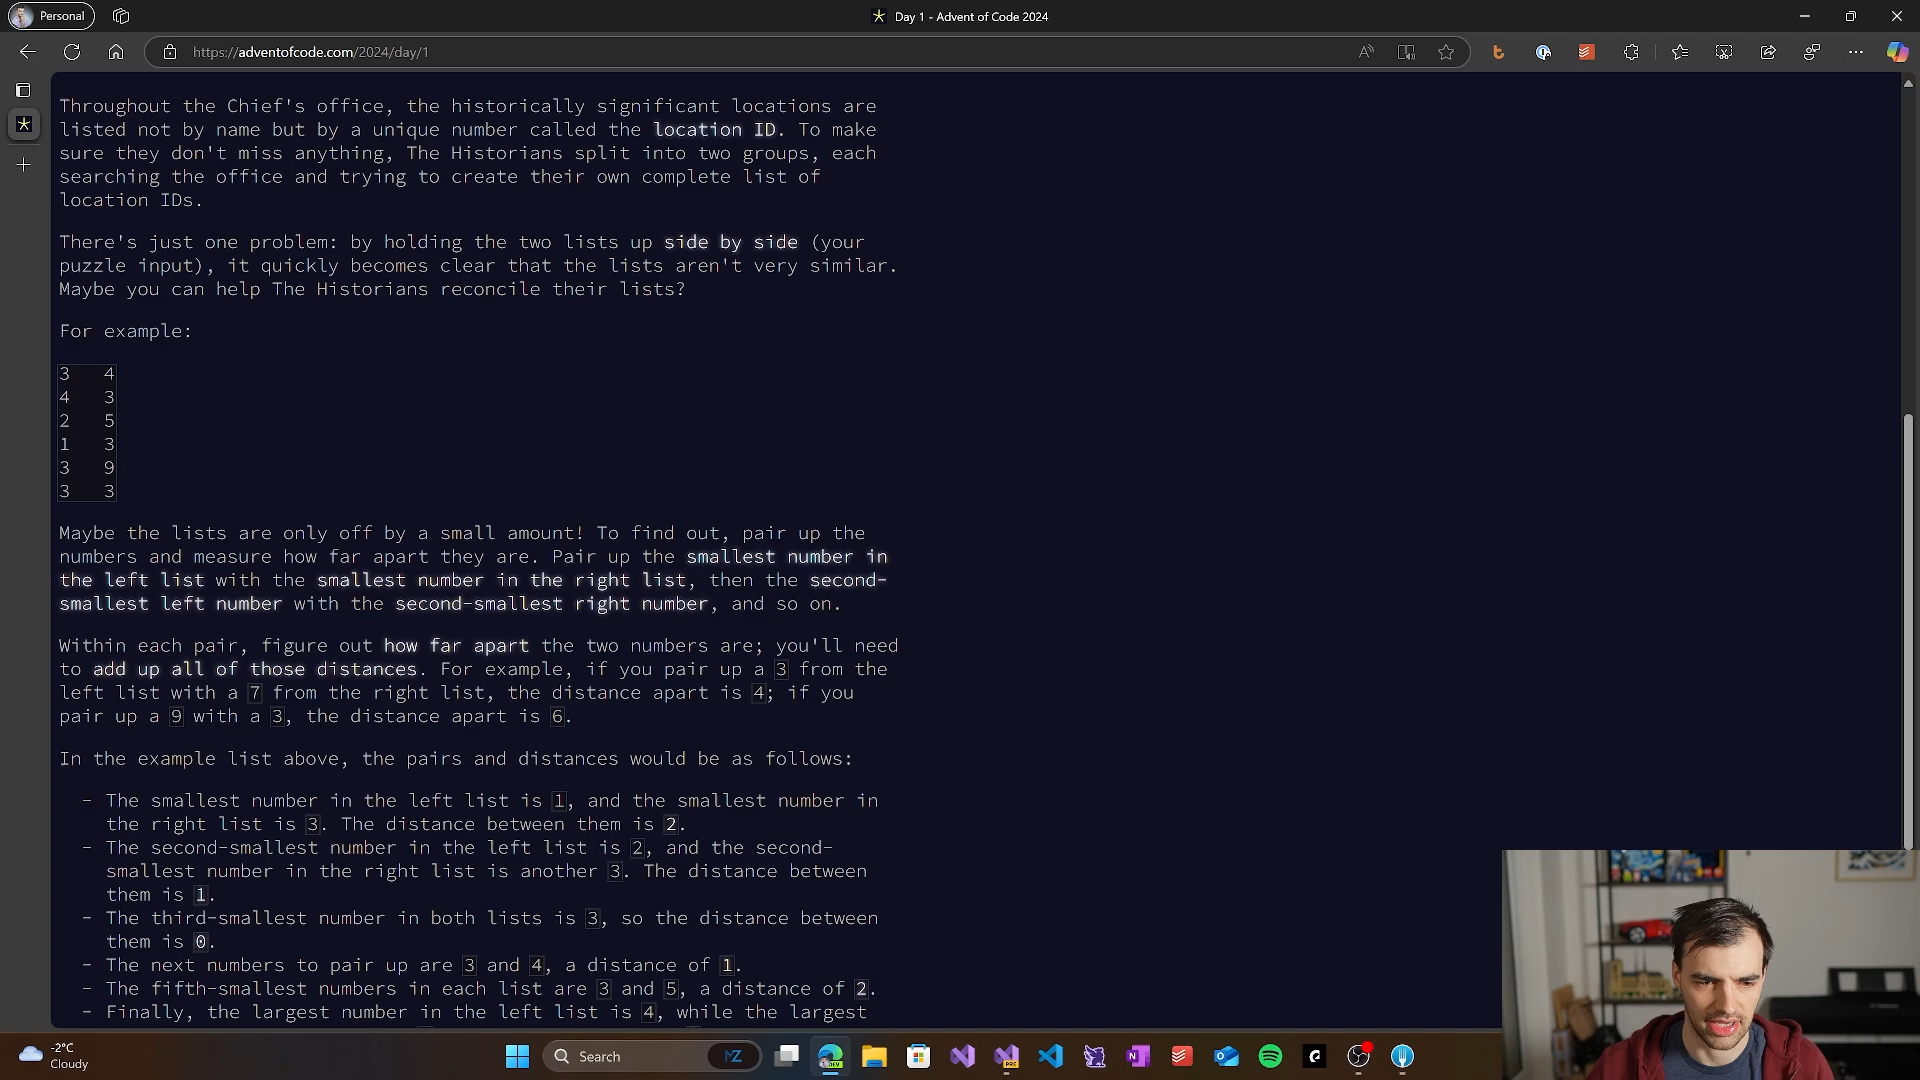 Personal
Day 1 - Advent of Code 2024
https://adventofcode.com/2024/day/1
Throughout the Chief's office, the historically significant locations are
listed not by name but by a unique number called the location ID. To make
sure they don't miss anything, The Historians split into two groups, each
searching the office and trying to create their own complete list of
location IDs.
There's just one problem: by holding the two lists up side by side (your
puzzle input), it quickly becomes clear that the lists aren't very similar.
Maybe you can help The Historians reconcile their lists?
For example:
3 4
4 3
2 5
1 3
3 9
3 3
Maybe the lists are only off by a small amount! To find out, pair up the
numbers and measure how far apart they are. Pair up the smallest number in
the left list with the smallest number in the right list, then the second-
smallest left number with the second-smallest right number, and so on.
Within each pair, figure out how far apart the two numbers are; you'll need
to add up all of those distances. For example, if you pair up a 3 from the
left list with a 7 from the right list, the distance apart is 4; if you
pair up a 9 with a 3, the distance apart is 6.
In the example list above, the pairs and distances would be as follows:
- The smallest number in the left list is 1, and the smallest number in
the right list is 3. The distance between them is 2.
- The second-smallest number in the left list is 2, and the second-
smallest number in the right list is another 3. The distance between
them is 1.
- The third-smallest number in both lists is 3, so the distance between
them is 0.
- The next numbers to pair up are 3 and 4, a distance of 1.
- The fifth-smallest numbers in each list are 3 and 5, a distance of 2.
- Finally, the largest number in the left list is 4, while the largest
-2°C
Cloudy
Search
MZ